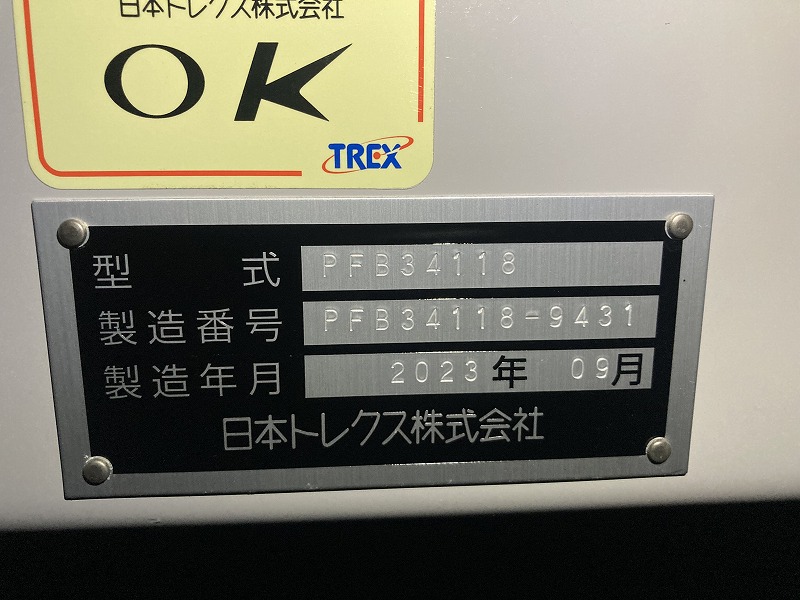 日本トレクス株式会社
OK
TREX
型 式 PFB34118
製造番号 PFB34118-9431
製造年月 2023年 09月
日本トレクス株式会社